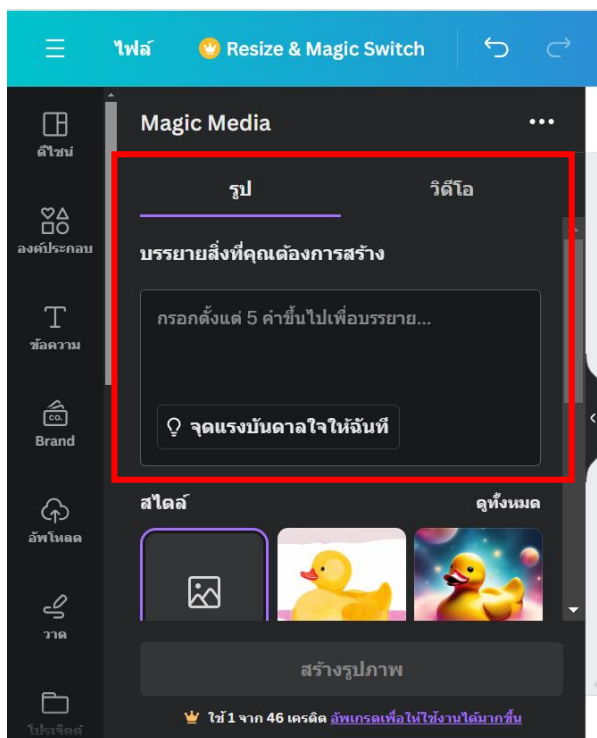 ไฟล์ Resize & Magic Switch
Magic Media
ดีไซน์
รูป วิดีโอ
องค์ประกอบ
บรรยายสิ่งที่คุณต้องการสร้าง
กรอกตั้งแต่ 5 คำขึ้นไปเพื่อบรรยาย...
ข้อความ
จุดแรงบันดาลใจให้ฉันที
CO.
Brand
สไตล์ ดูทั้งหมด
อัพโหลด
วาด
สร้างรูปภาพ
โปรเจ็คต์
ใช้ 1 จาก 46 เครดิต อัพเกรดเพื่อให้ใช้งานได้มากขึ้น